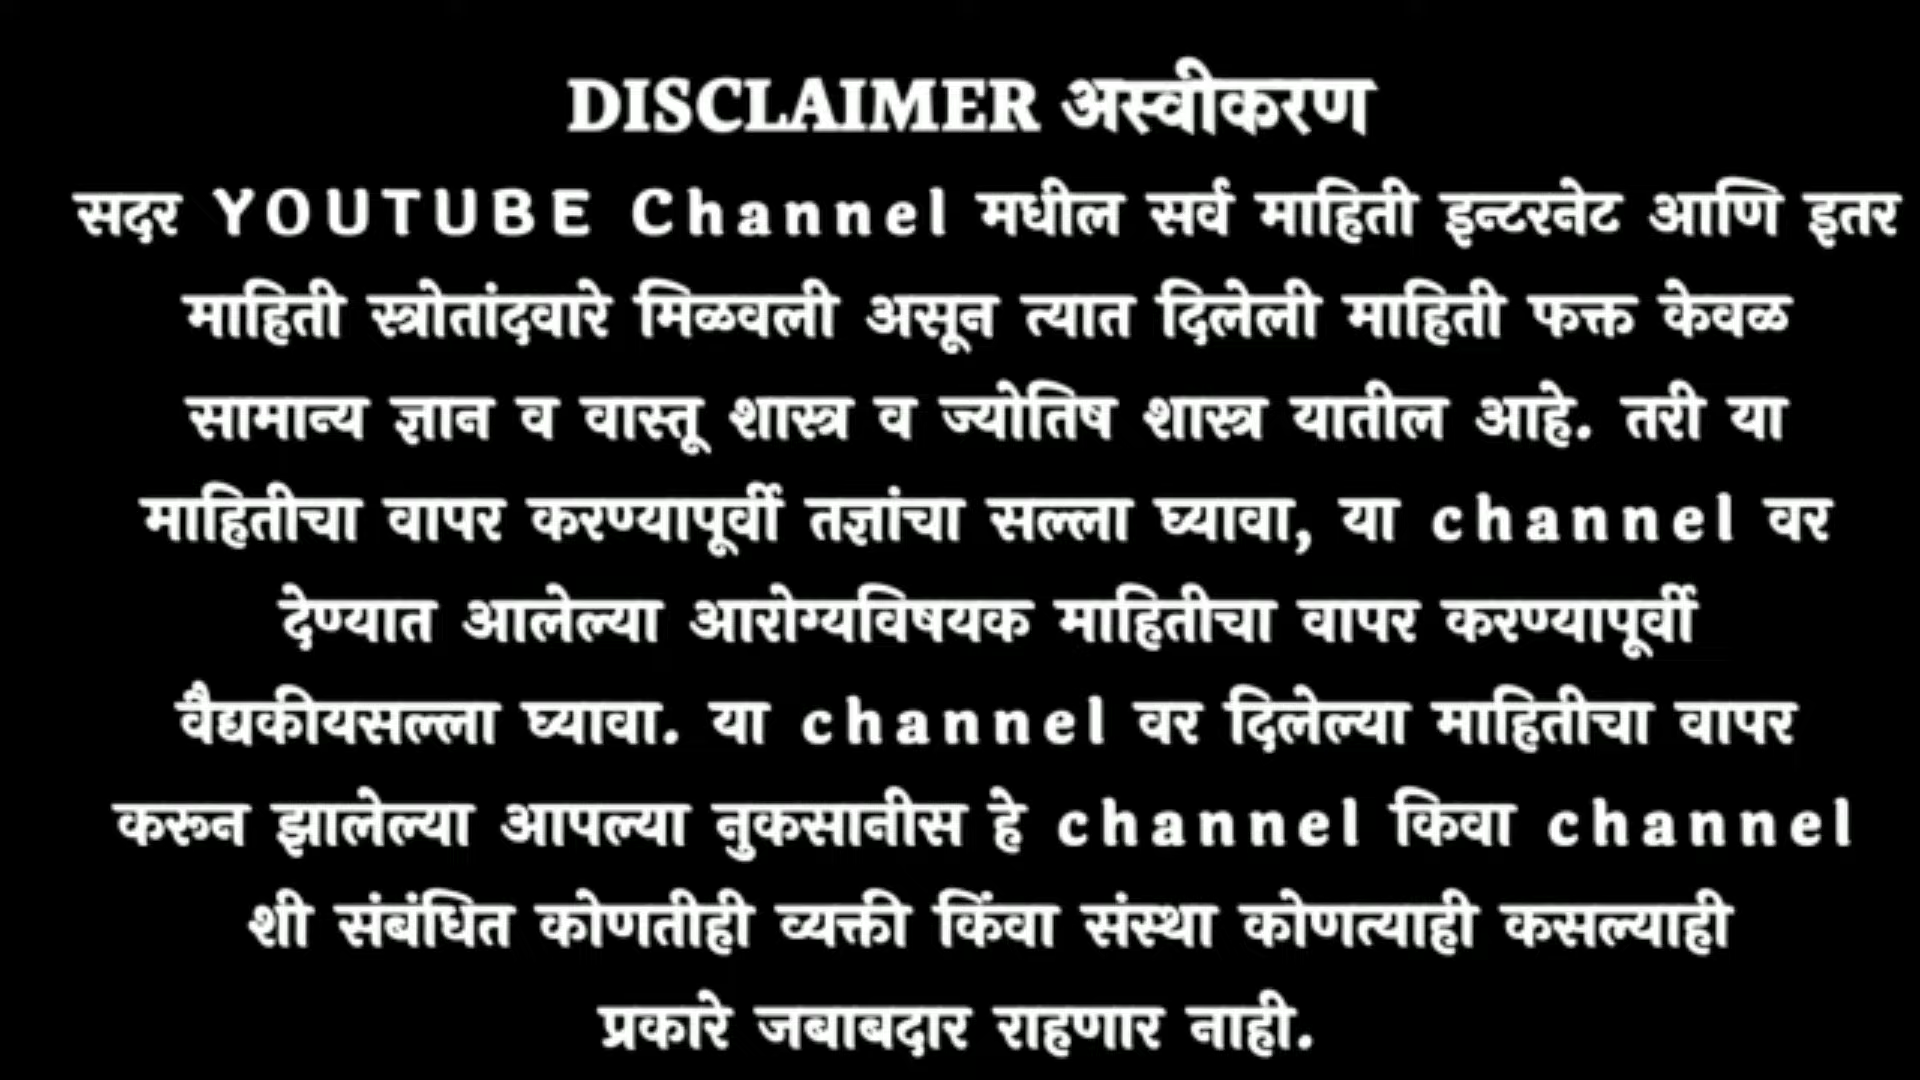 DISCLAIMER अस्वीकरण
सदर YOUTUBE Channel मधील सर्व माहिती इन्टरनेट आणि इतर
माहिती स्त्रोतांदवारे मिळवली असून त्यात दिलेली माहिती फक्त केवळ
सामान्य ज्ञान व वास्तू शास्त्र व ज्योतिष शास्त्र यातील आहे. तरी या
माहितीचा वापर करण्यापूर्वी तज्ञांचा सल्ला घ्यावा, या channel वर
देण्यात आलेल्या आरोग्यविषयक माहितीचा वापर करण्यापूर्वी
वैद्यकीयसल्ला घ्यावा. या channel वर दिलेल्या माहितीचा वापर
करून झालेल्या आपल्या नुकसानीस हे channel किवा channel
शी संबंधित कोणतीही व्यक्ती किंवा संस्था कोणत्याही कसल्याही
प्रकारे जबाबदार राहणार नाही.